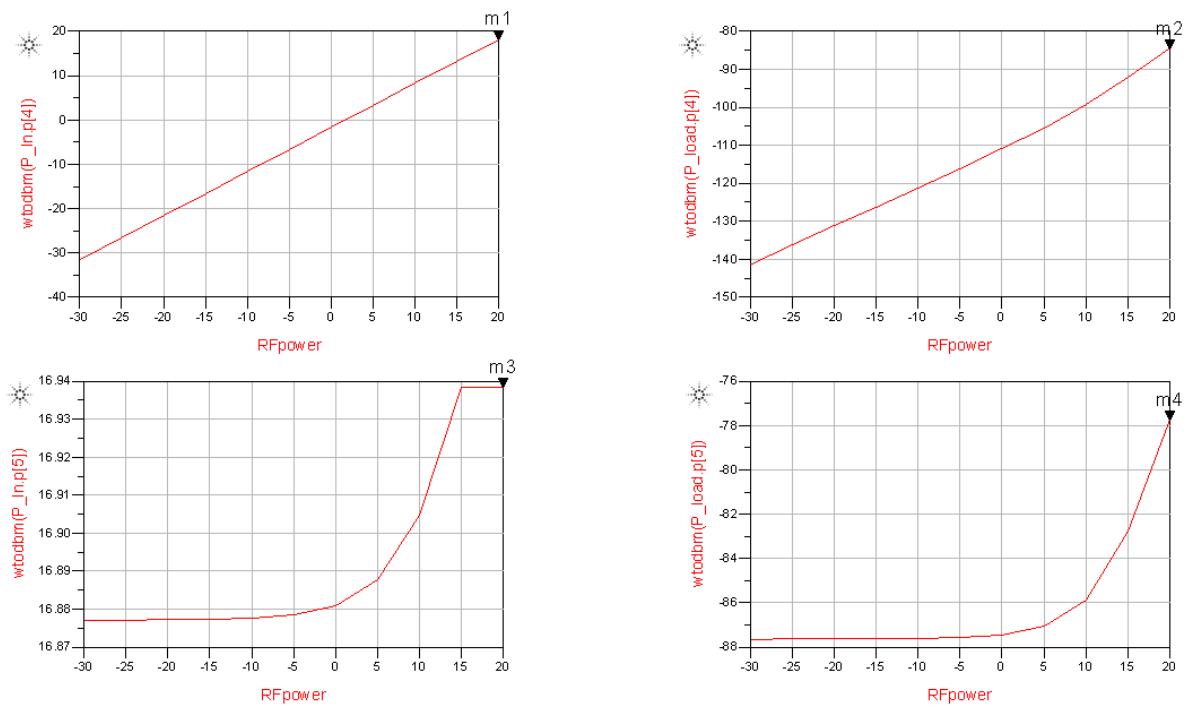 m1
20
10
0
-10
-20
-30
-40
wtodbm(P_In.p[4])
-30 -25 -20 -15 -10 -5 0 5 10 15 20
RFpower
m2
-80
-90
-100
-110
-120
-130
-140
-150
wtodbm(P_load.p[4])
-30 -25 -20 -15 -10 -5 0 5 10 15 20
RFpower
m3
16.94
16.93
16.92
16.91
16.90
16.89
16.88
16.87
wtodbm(P_In.p[5])
-30 -25 -20 -15 -10 -5 0 5 10 15 20
RFpower
m4
-76
-78
-80
-82
-84
-86
-88
wtodbm(P_load.p[5])
-30 -25 -20 -15 -10 -5 0 5 10 15 20
RFpower